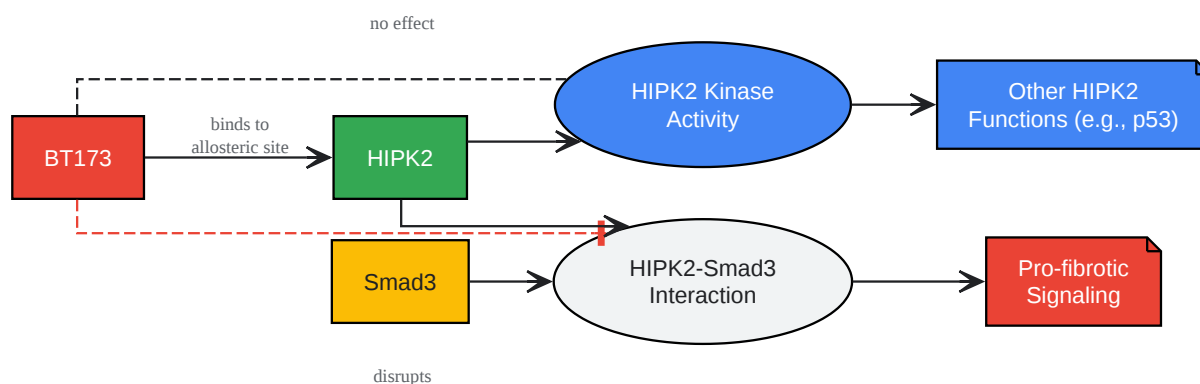 no effect
HIPK2 Kinase
Activity
Other HIPK2
Functions (e.g., p53)
binds to
allosteric site
BT173
HIPK2
Smad3
HIPK2-Smad3
Interaction
Pro-fibrotic
Signaling
disrupts